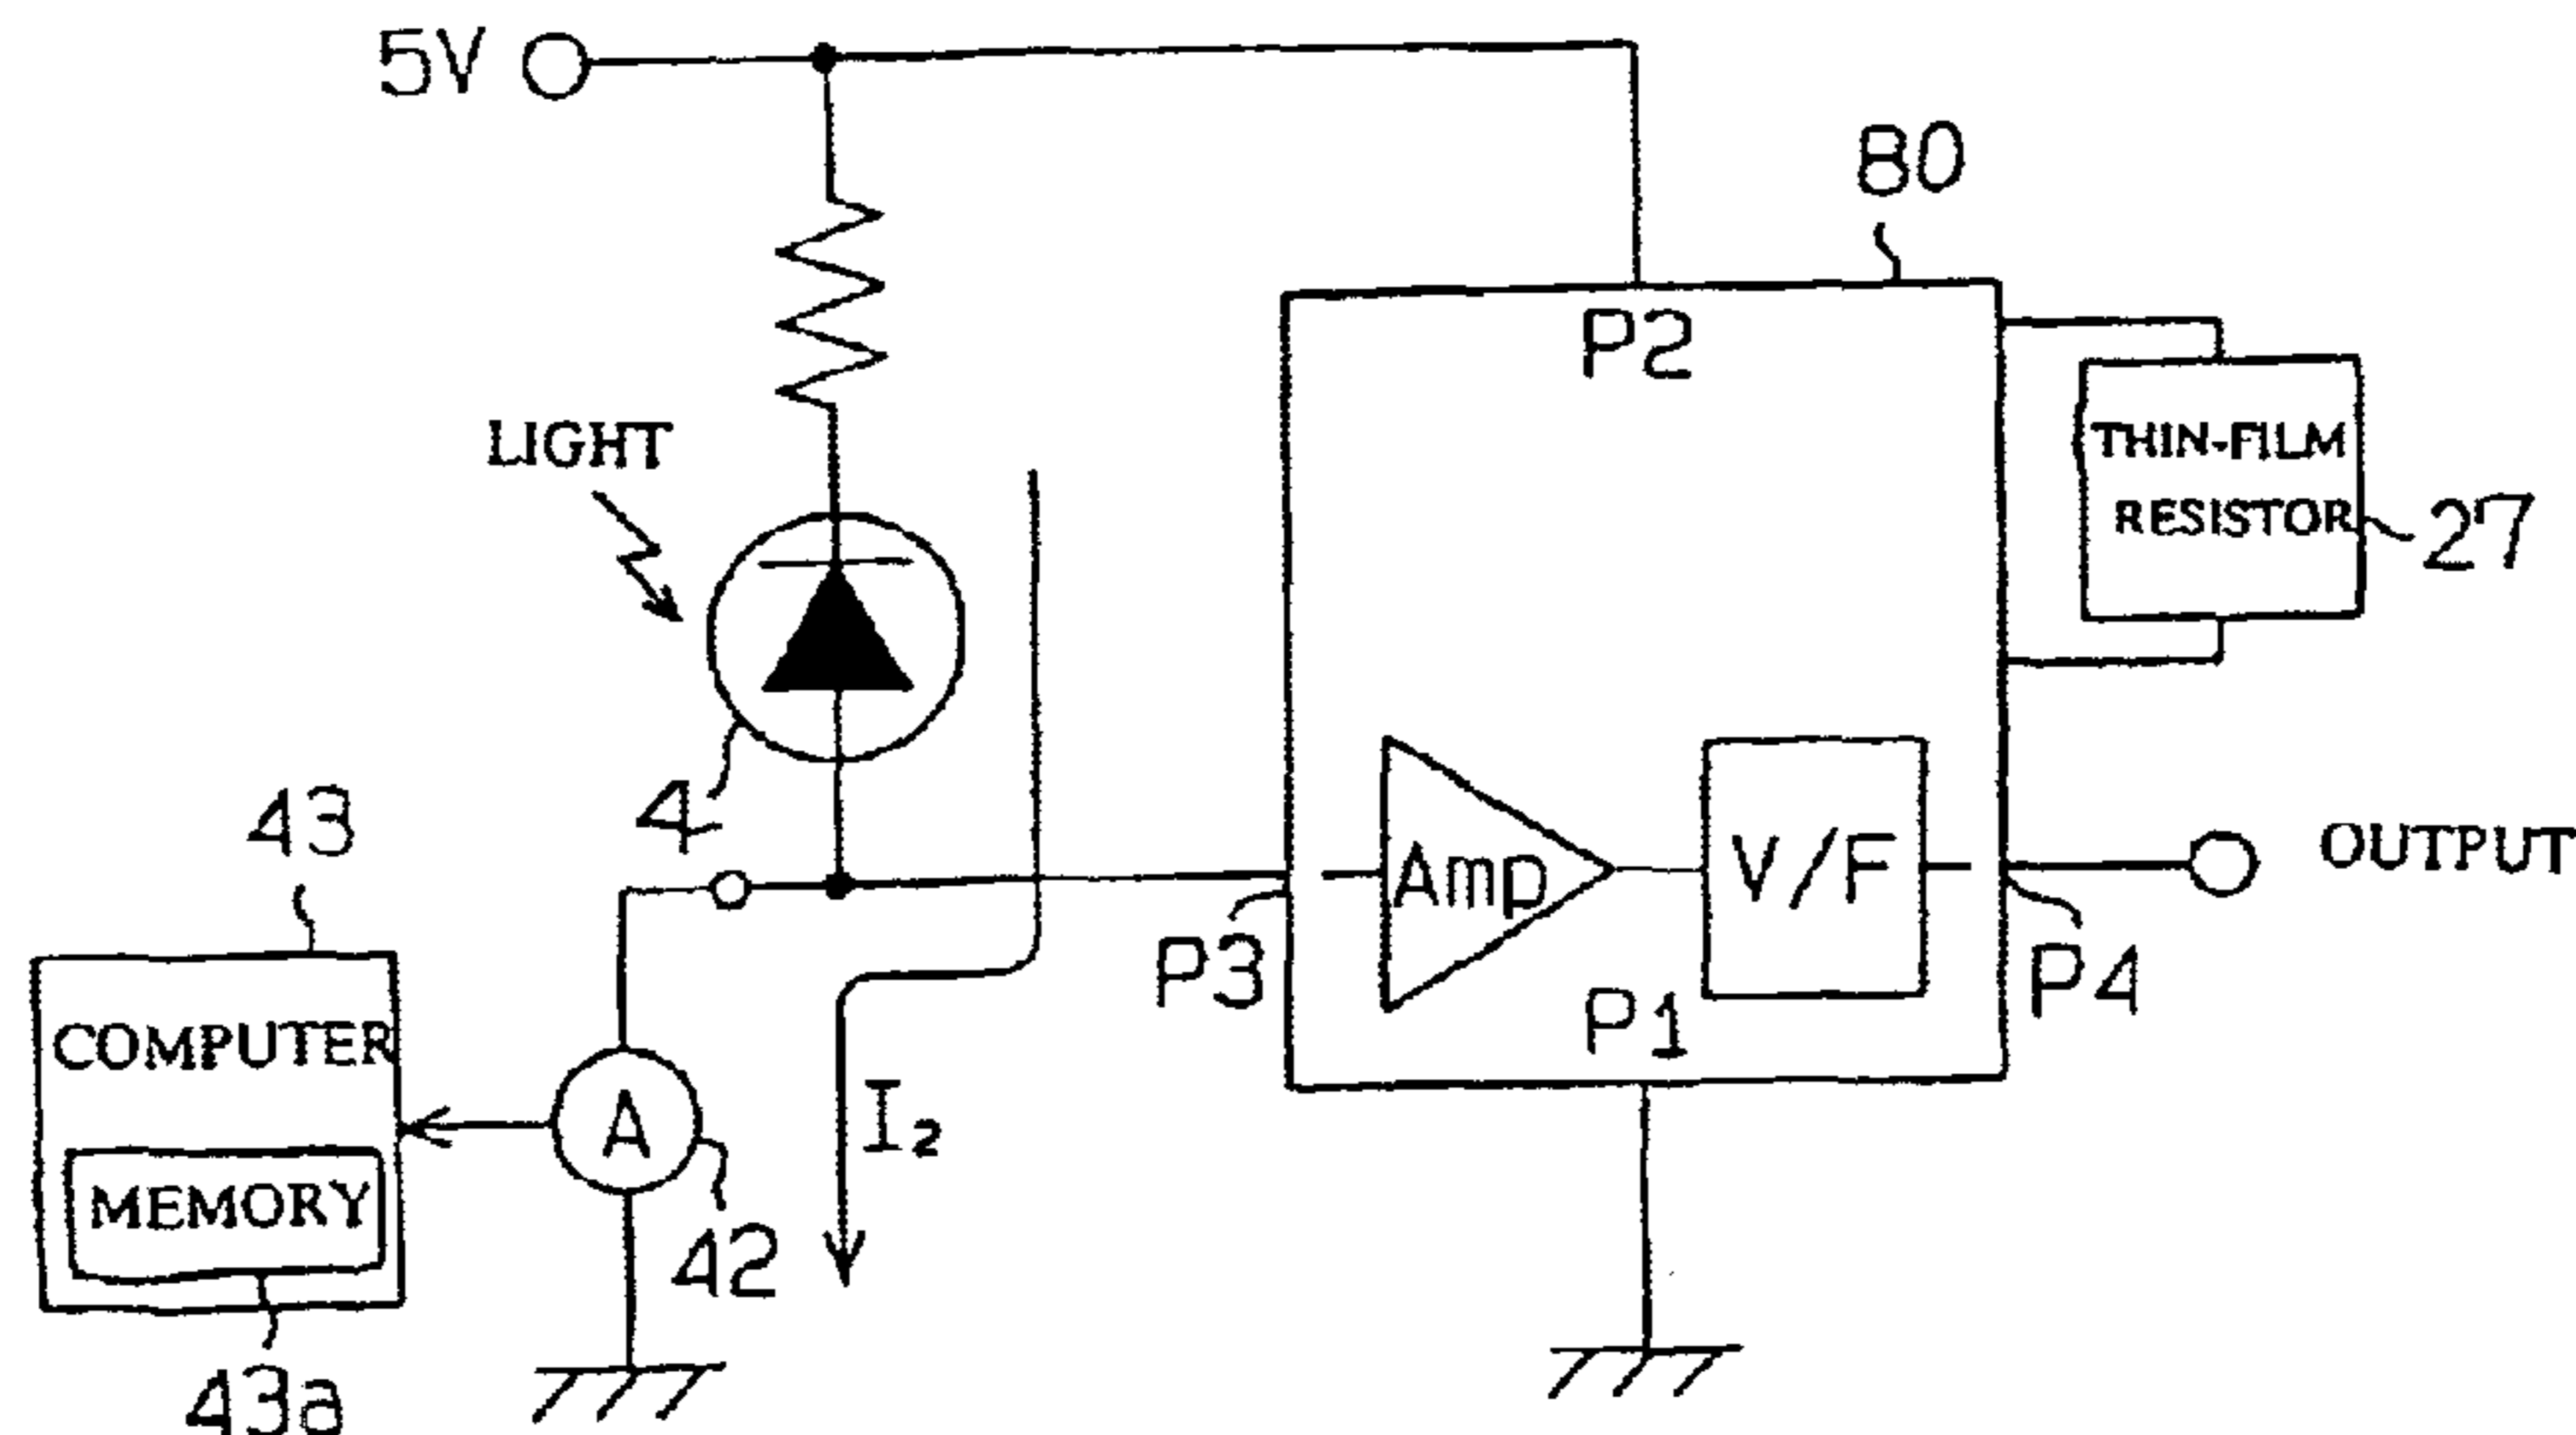 5V
80
P2
LIGHT
THIN-FILM
RESISTOR
27
4
43
Amp
V/F
OUTPUT
P3
P4
P1
COMPUTER
A
I₂
MEMORY
42
43a